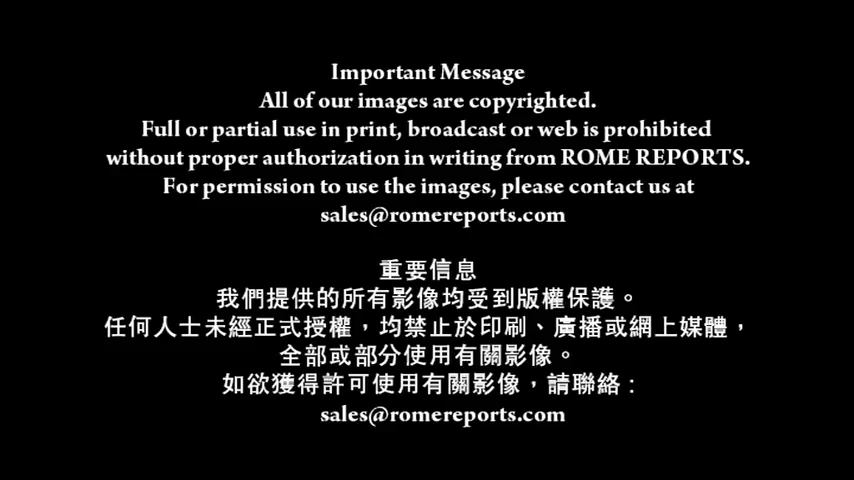 Important Message
All of our images are copyrighted.
Full or partial use in print, broadcast or web is prohibited
without proper authorization in writing from ROME REPORTS.
For permission to use the images, please contact us at
sales@romereports.com
重要信息
我們提供的所有影像均受到版權保護。
任何人士未經正式授權，均禁止於印刷、廣播或網上媒體，
全部或部分使用有關影像。
如欲獲得許可使用有關影像，請聯絡：
sales@romereports.com